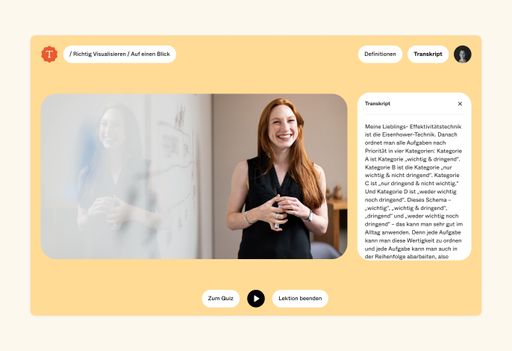 T
/ Richtig Visualisieren / Auf einen Blick
Definitionen
Transkript
Transkript
Meine Lieblings- Effektivitätstechnik
ist die Eisenhower-Technik. Danach
ordnet man alle Aufgaben nach
Priorität in vier Kategorien: Kategorie
A ist Kategorie „wichtig & dringend".
Kategorie B ist die Kategorie „nur
wichtig & nicht dringend". Kategorie
C ist „nur dringend & nicht wichtig."
Und Kategorie D ist „weder wichtig
noch dringend". Dieses Schema –
„wichtig", „wichtig & dringend",
„dringend" und „weder wichtig noch
dringend" – das kann man sehr gut im
Alltag anwenden. Denn jede Aufgabe
kann man diese Wertigkeit zu ordnen
und jede Aufgabe kann man auch in
der Reihenfolge abarbeiten, also
Zum Quiz
Lektion beenden